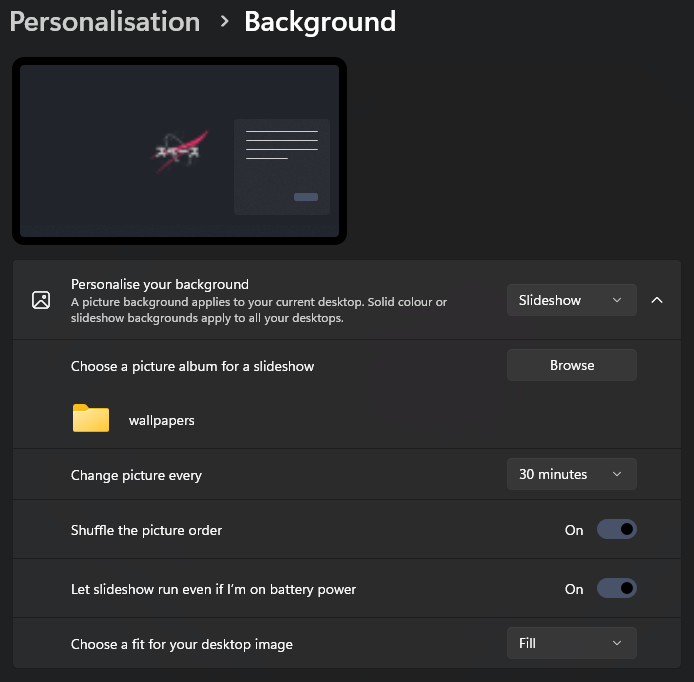 Personalisation > Background
スペース
Personalise your background
A picture background applies to your current desktop. Solid colour or
slideshow backgrounds apply to all your desktops.
Slideshow
Choose a picture album for a slideshow
Browse
wallpapers
Change picture every
30 minutes
Shuffle the picture order
On
Let slideshow run even if I'm on battery power
On
Choose a fit for your desktop image
Fill